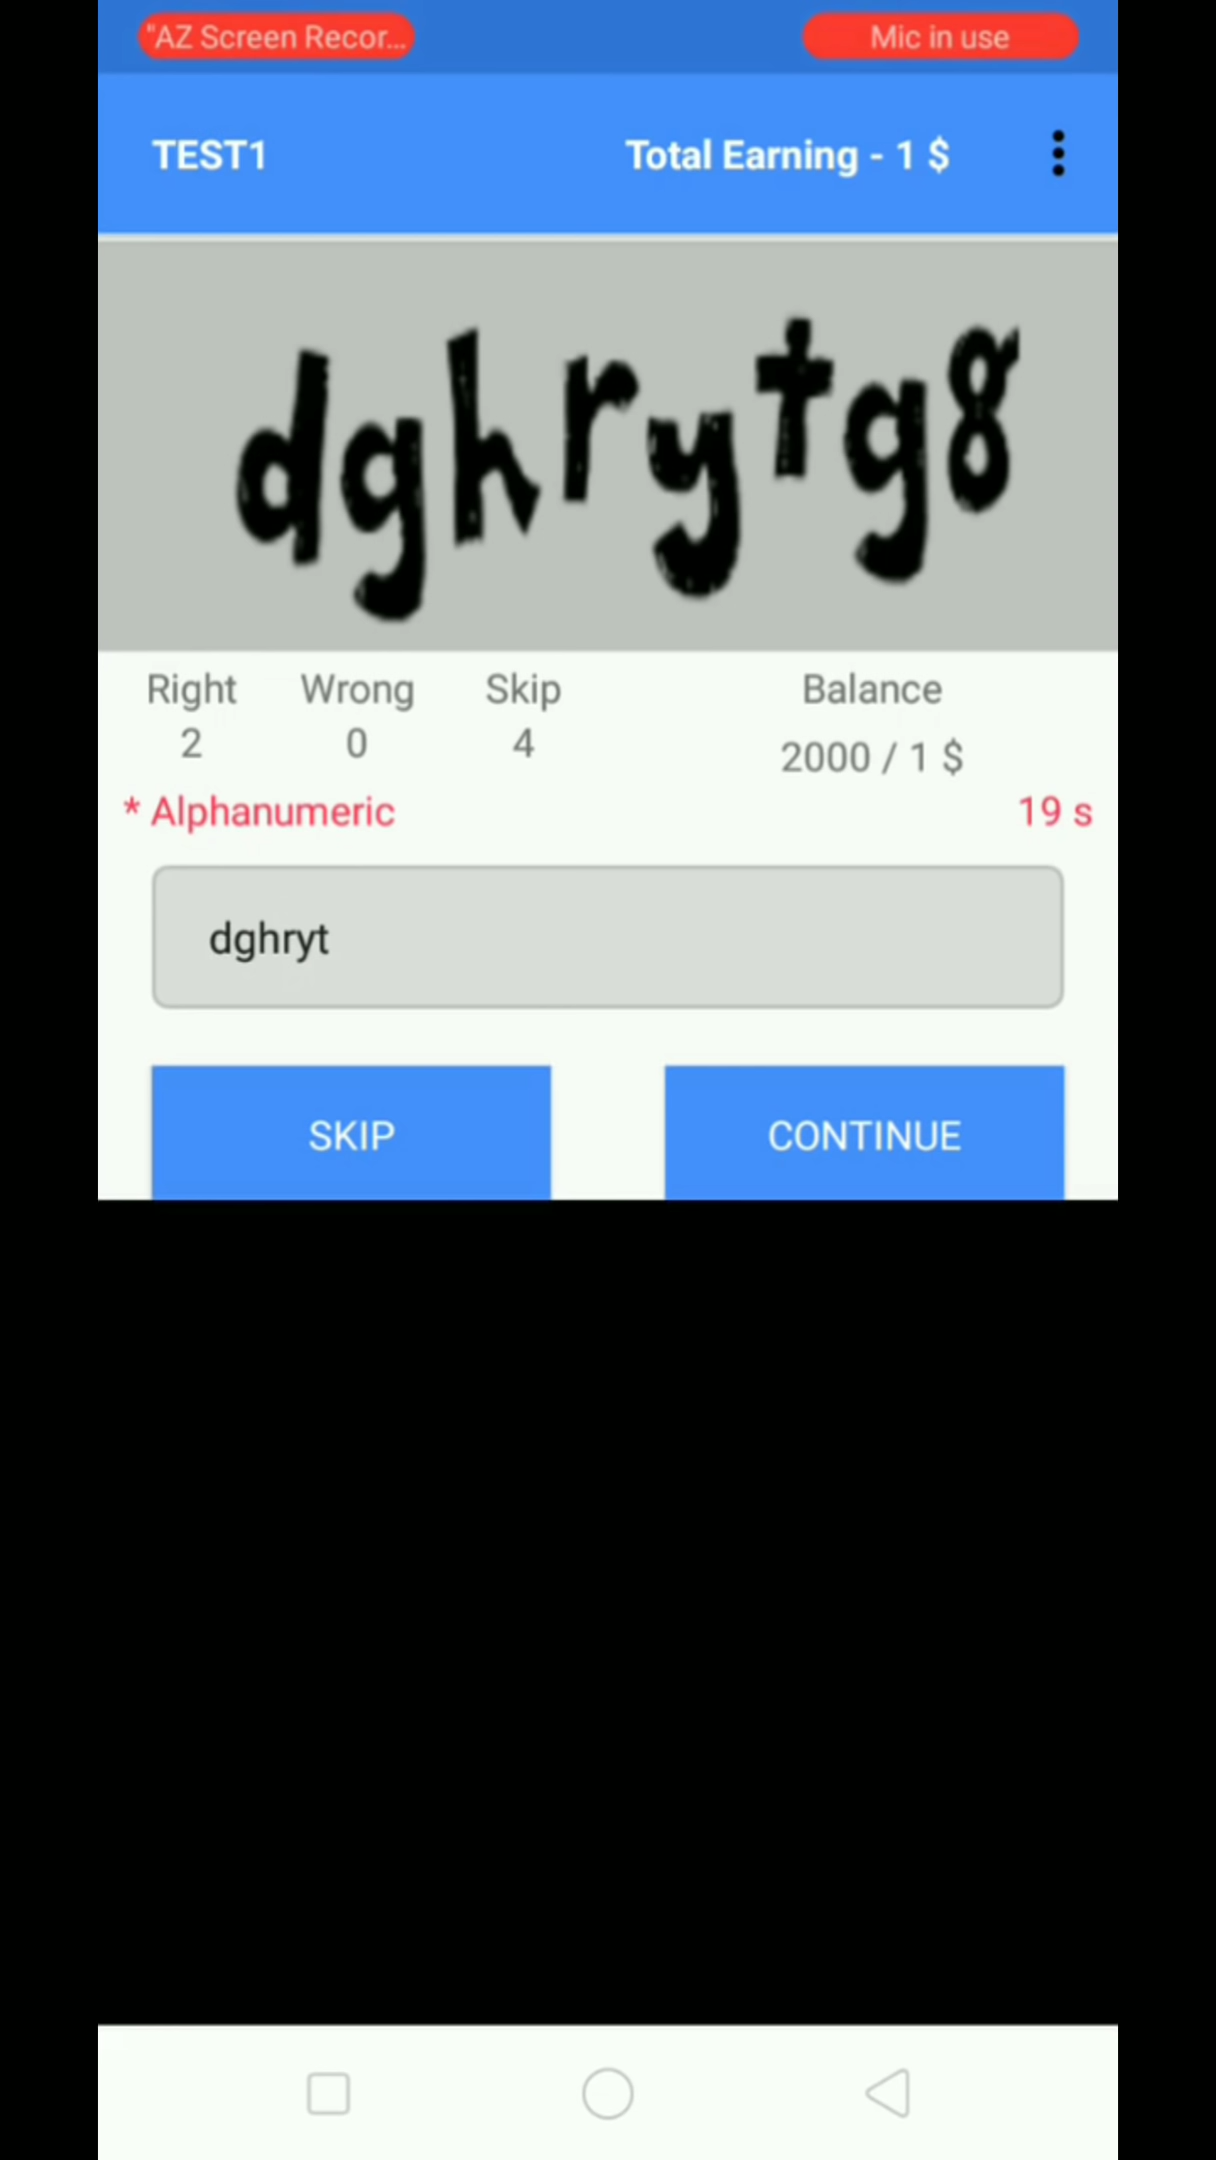 "AZ Screen Recor... Mic in use
TEST1 Total Earning - 1 $
dghrytg8
Right Wrong Skip Balance
2 0 4 2000 / 1 $
* Alphanumeric 19 s
dghryt
SKIP CONTINUE